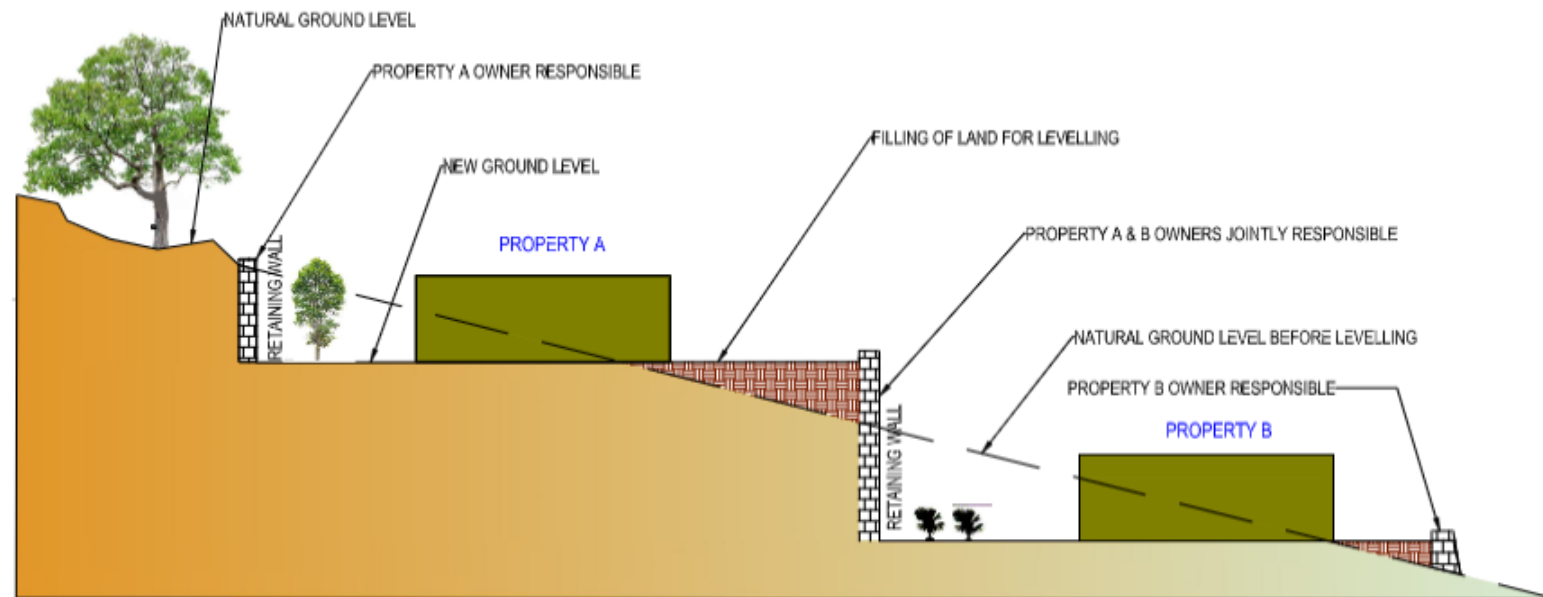 NATURAL GROUND LEVEL
PROPERTY A OWNER RESPONSIBLE
FILLING OF LAND FOR LEVELLING
NEW GROUND LEVEL
PROPERTY A
RETAINING WALL
PROPERTY A & B OWNERS JOINTLY RESPONSIBLE
NATURAL GROUND LEVEL BEFORE LEVELLING
PROPERTY B OWNER RESPONSIBLE
PROPERTY B
RETAINING WALL